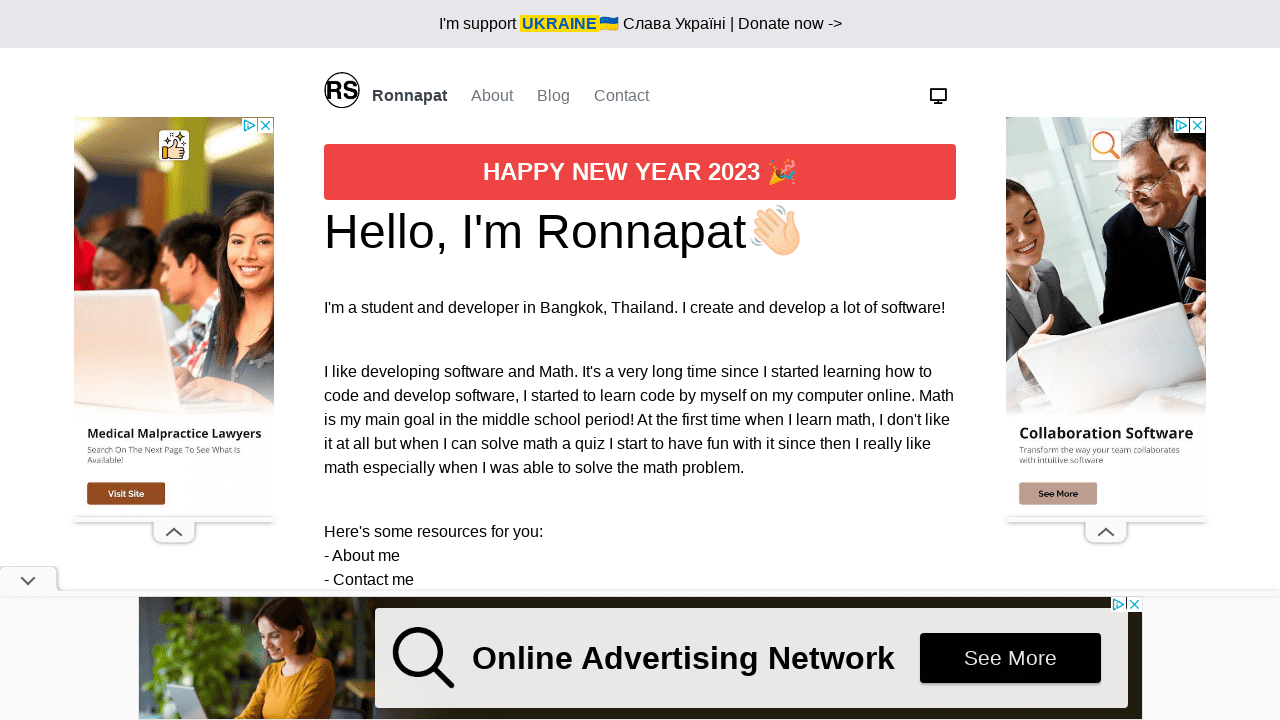 I'm support UKRAINE🇺🇦 Слава Україні | Donate now ->
RS
Ronnapat About Blog Contact
HAPPY NEW YEAR 2023 🎉
Hello, I'm Ronnapat👋🏻
I'm a student and developer in Bangkok, Thailand. I create and develop a lot of software!
I like developing software and Math. It's a very long time since I started learning how to
code and develop software, I started to learn code by myself on my computer online. Math
is my main goal in the middle school period! At the first time when I learn math, I don't like
it at all but when I can solve math a quiz I start to have fun with it since then I really like
math especially when I was able to solve the math problem.
Here's some resources for you:
- About me
- Contact me
Medical Malpractice Lawyers
Search On The Next Page To See What Is
Available!
Visit Site
Collaboration Software
Transform the way your team collaborates
with intuitive software
See More
Online Advertising Network
See More